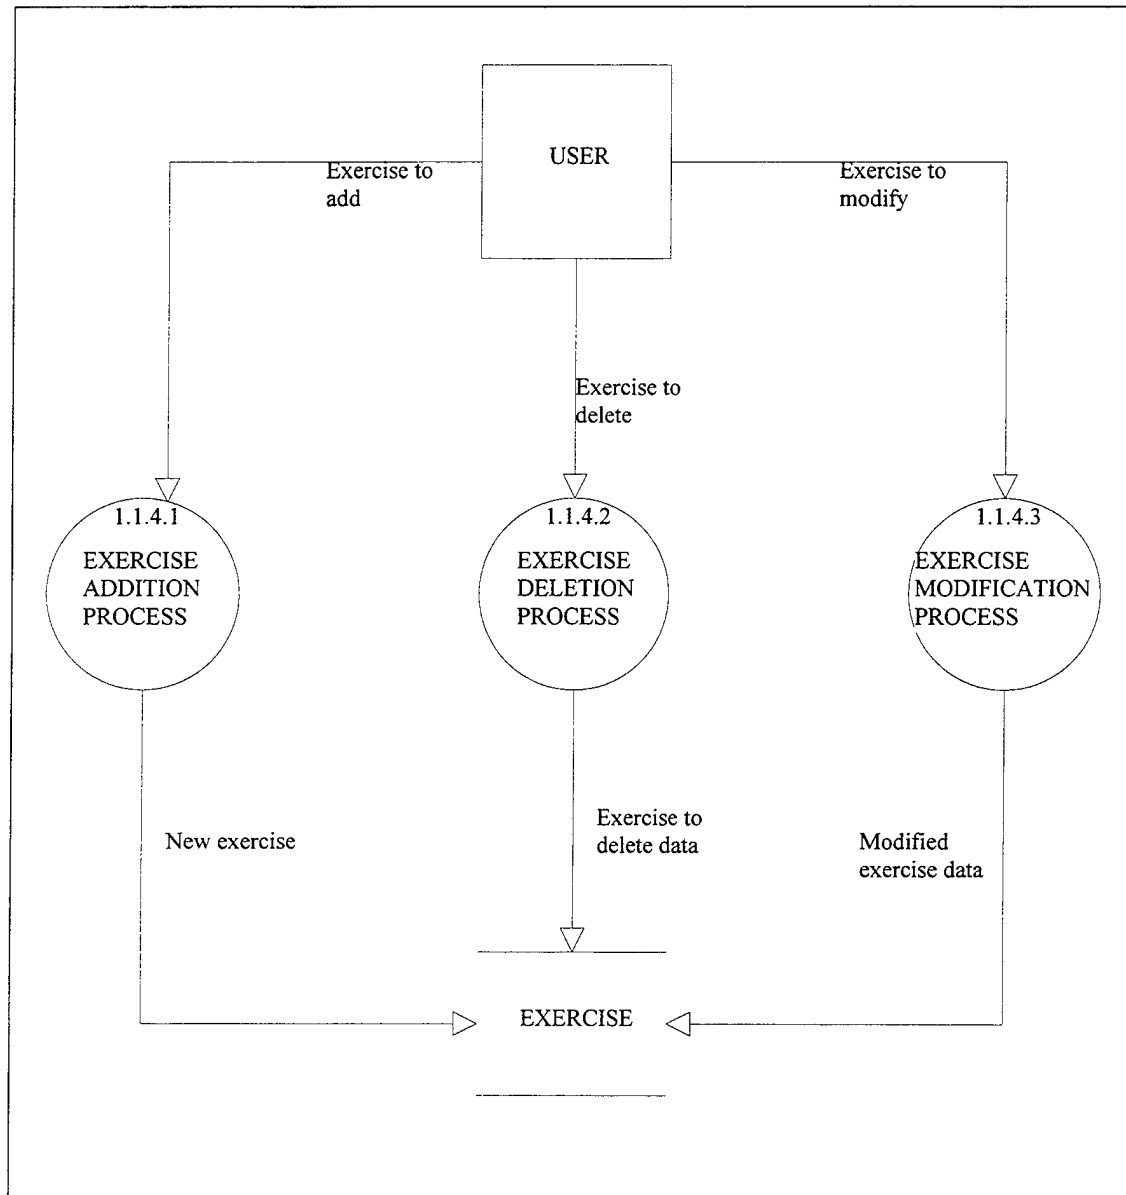 USER
Exercise to
add
Exercise to
modify
Exercise to
delete
1.1.4.1
EXERCISE
ADDITION
PROCESS
1.1.4.2
EXERCISE
DELETION
PROCESS
1.1.4.3
EXERCISE
MODIFICATION
PROCESS
New exercise
Exercise to
delete data
Modified
exercise data
EXERCISE